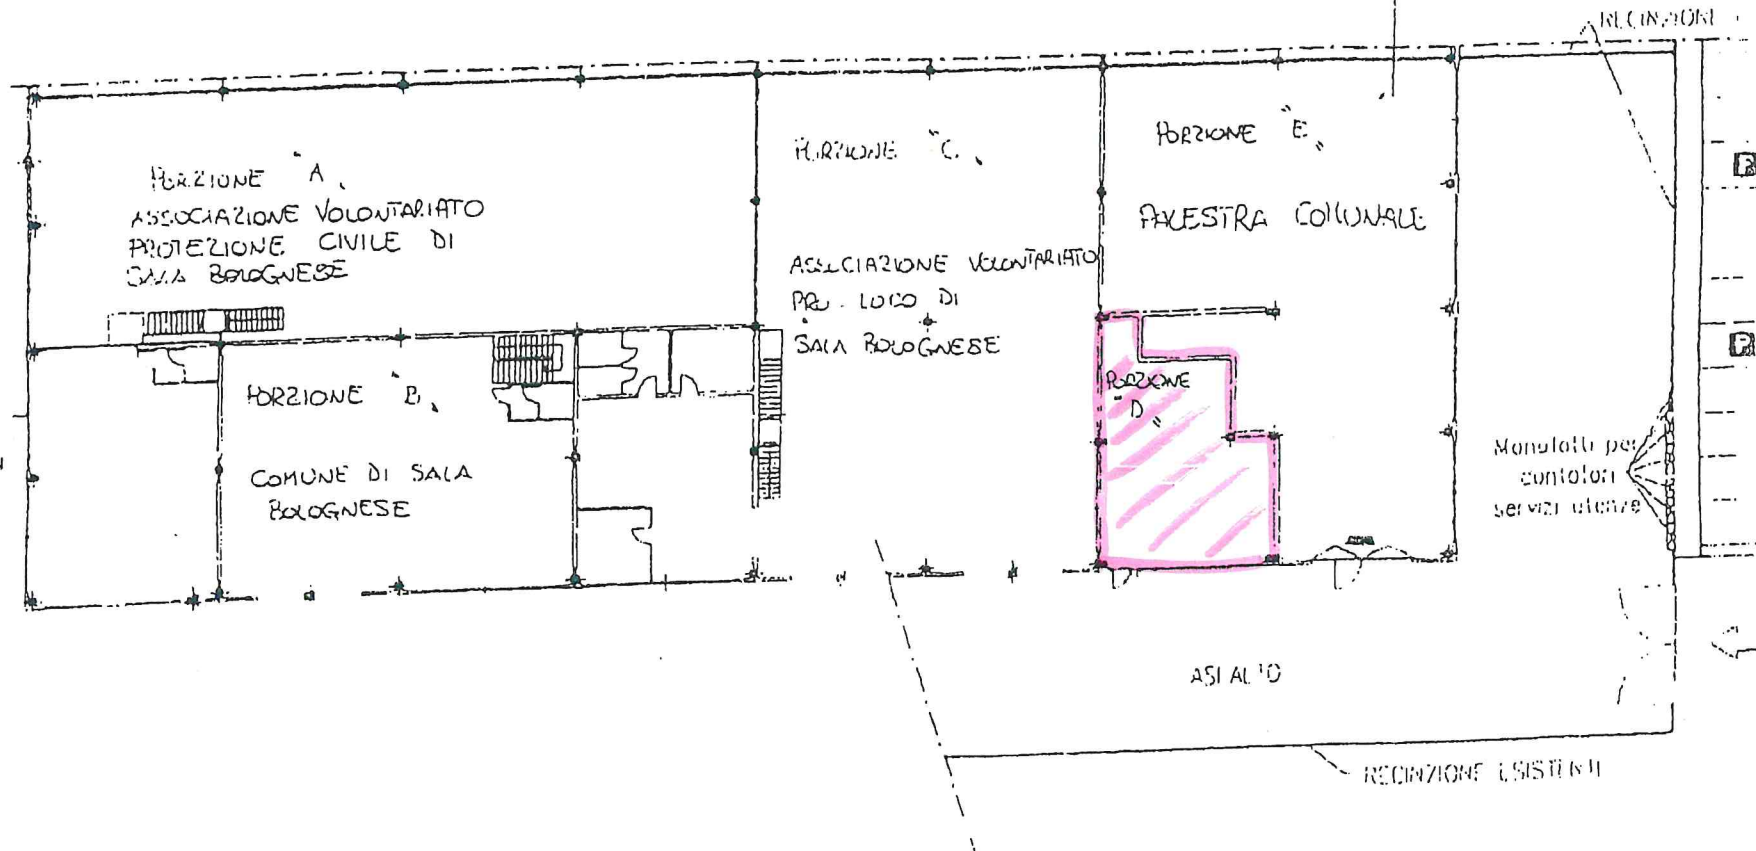 RECINZIONE
PORZIONE "A"
ASSOCIAZIONE VOLONTARIATO
PROTEZIONE CIVILE DI
SALA BOLOGNESE
PORZIONE "B"
COMUNE DI SALA
BOLOGNESE
PORZIONE "C"
ASSOCIAZIONE VOLONTARIATO
PRO. LOCO DI
SALA BOLOGNESE
PORZIONE "E"
PALESTRA COMUNALE
PORZIONE
"D"
P
P
Manufatti per
contatori
servizi utenze
ASFALTO
RECINZIONE ESISTENTE